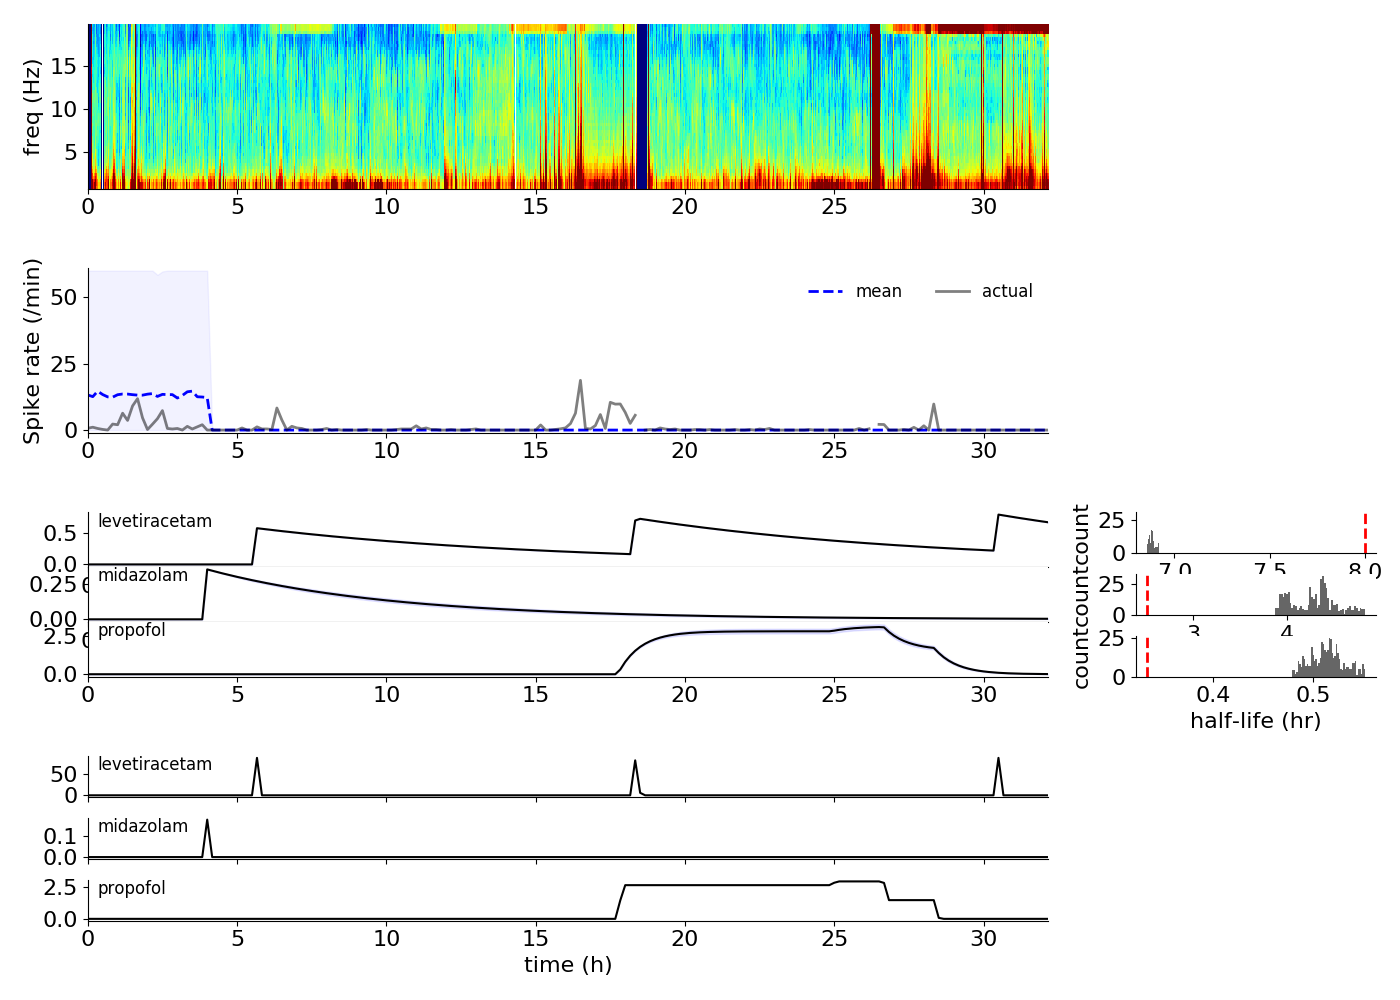 15
10
5
freq (Hz)
0 5 10 15 20 25 30
50
25
0
Spike rate (/min)
mean actual
0 5 10 15 20 25 30
levetiracetam
0.5
0.0
midazolam
0.25
0.00
propofol
2.5
0.0
0 5 10 15 20 25 30
count
25
0
7.0 7.5 8.0
count
25
0
3 4
count
25
0
0.4 0.5
half-life (hr)
levetiracetam
50
0
midazolam
0.1
0.0
propofol
2.5
0.0
0 5 10 15 20 25 30
time (h)